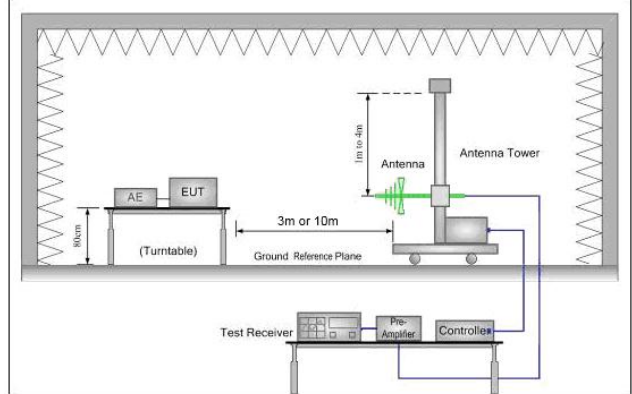 1m to 4m
Antenna
Antenna Tower
AE
EUT
80cm
3m or 10m
(Turntable)
Ground Reference Plane
Test Receiver
Pre-
Amplifier
Controller